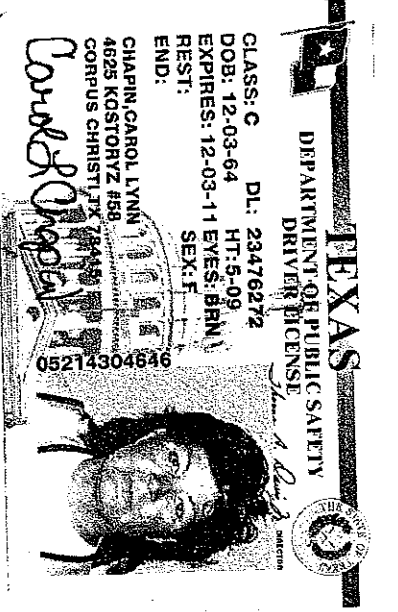 TEXAS
DEPARTMENT OF PUBLIC SAFETY
DRIVER LICENSE
CLASS: C DL: 23476272
DOB: 12-03-64 HT: 5-09
EXPIRES: 12-03-11 EYES: BRN
REST: SEX: F
END:
CHAPIN,CAROL LYNN
4625 KOSTORYZ #58
CORPUS CHRISTI,TX
Carol L Chapin
05214304646
DIRECTOR